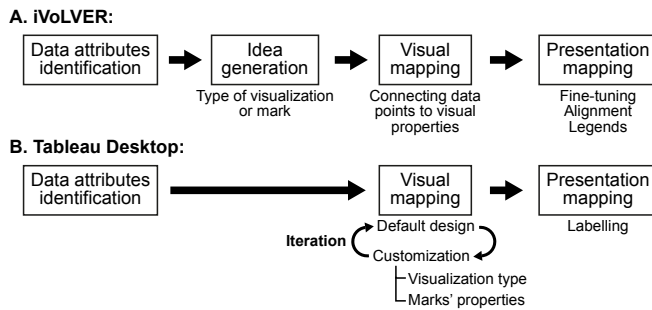 A. iVoLVER:
Data attributes
identification
Idea
generation
Type of visualization
or mark
Visual
mapping
Connecting data
points to visual
properties
Presentation
mapping
Fine-tuning
Alignment
Legends
B. Tableau Desktop:
Data attributes
identification
Visual
mapping
Iteration
Default design
Customization
Visualization type
Marks' properties
Presentation
mapping
Labelling